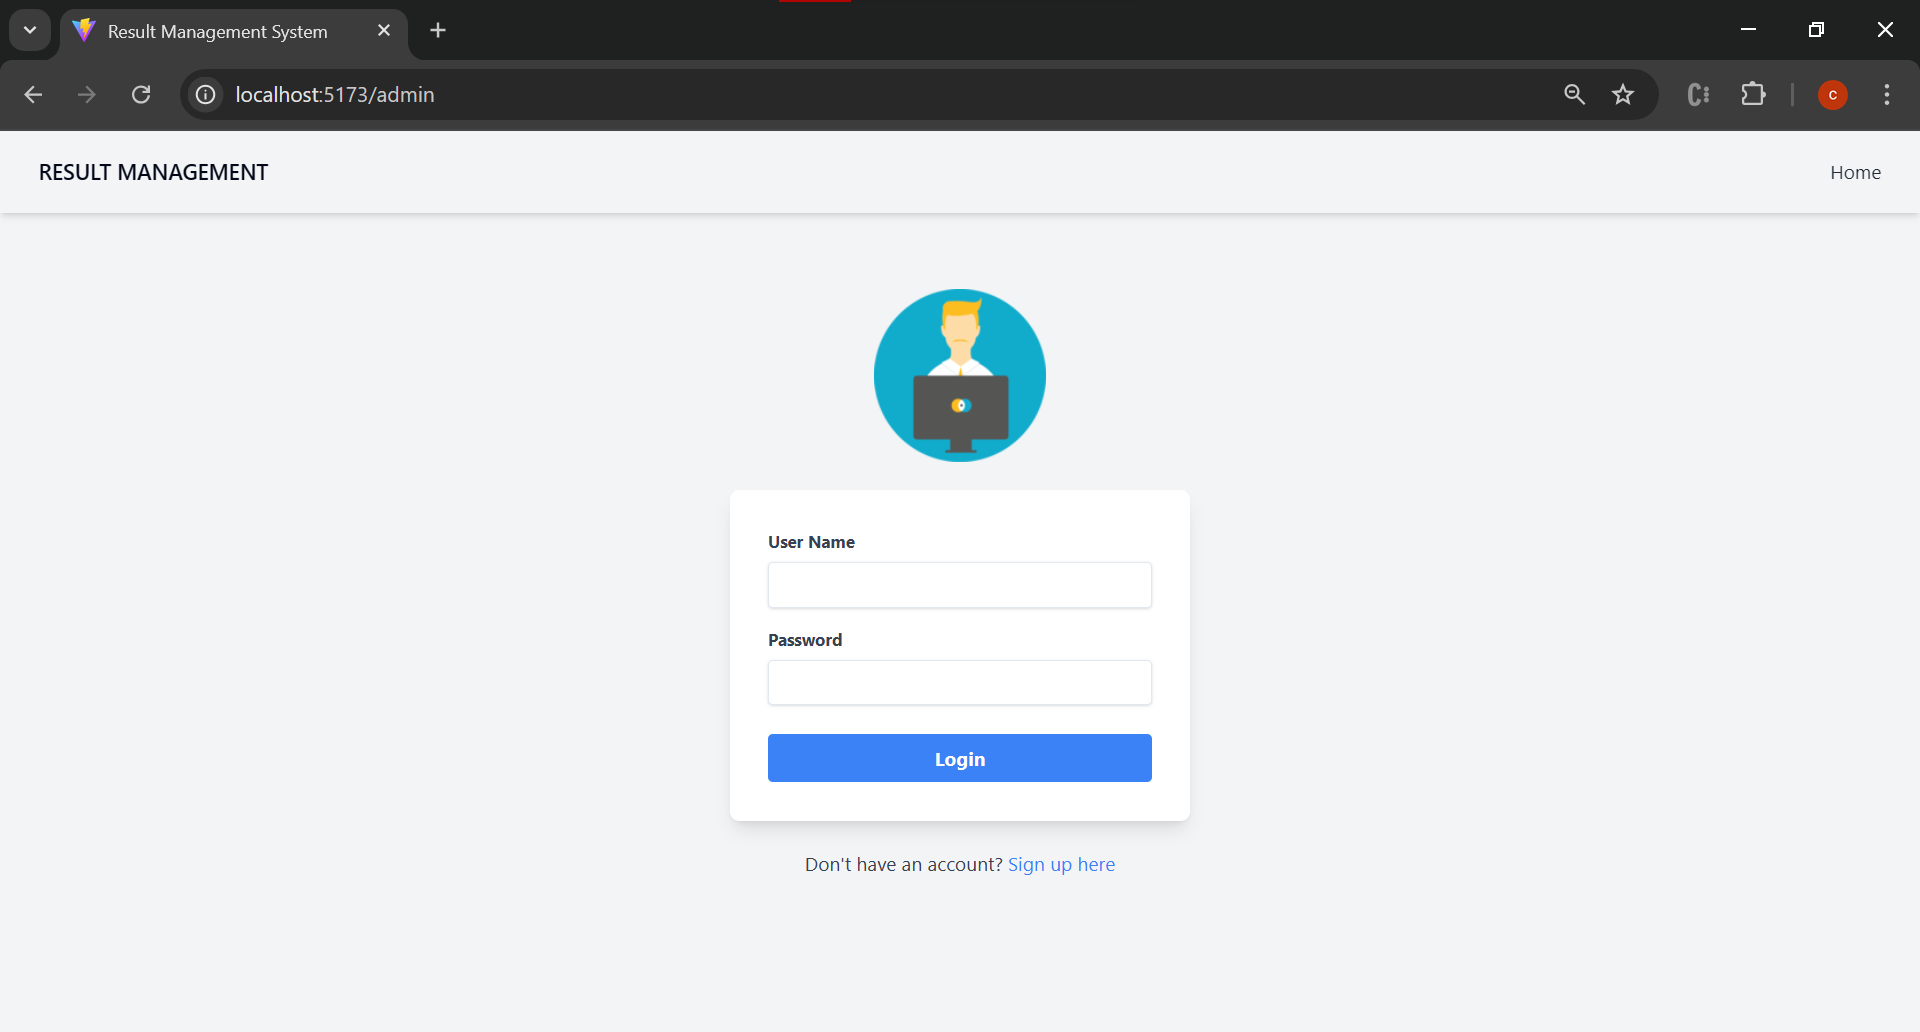 Result Management System
localhost:5173/admin
C
RESULT MANAGEMENT
Home
User Name
Password
Login
Don't have an account? Sign up here